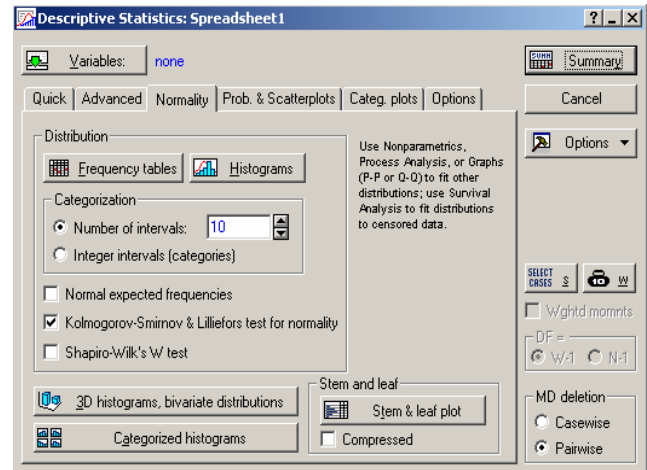 Descriptive Statistics: Spreadsheet1
Variables: none
Summary
Quick Advanced Normality Prob. & Scatterplots Categ. plots Options
Cancel
Options
Distribution
Frequency tables Histograms
Categorization
Number of intervals: 10
Integer intervals (categories)
Normal expected frequencies
Kolmogorov-Smirnov & Lilliefors test for normality
Shapiro-Wilk's W test
Use Nonparametrics,
Process Analysis, or Graphs
(P-P or Q-Q) to fit other
distributions; use Survival
Analysis to fit distributions
to censored data.
3D histograms, bivariate distributions
Categorized histograms
Stem and leaf
Stem & leaf plot
Compressed
SELECT
CASES S W
Wghtd momnts
DF =
W-1 N-1
MD deletion
Casewise
Pairwise